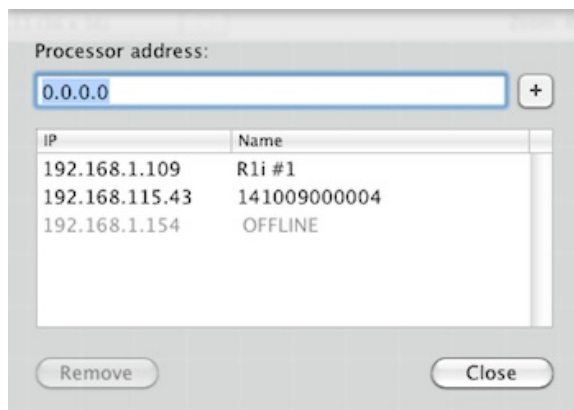 Processor address:
0.0.0.0
+
IP Name
192.168.1.109 R1i #1
192.168.115.43 141009000004
192.168.1.154 OFFLINE
Remove Close